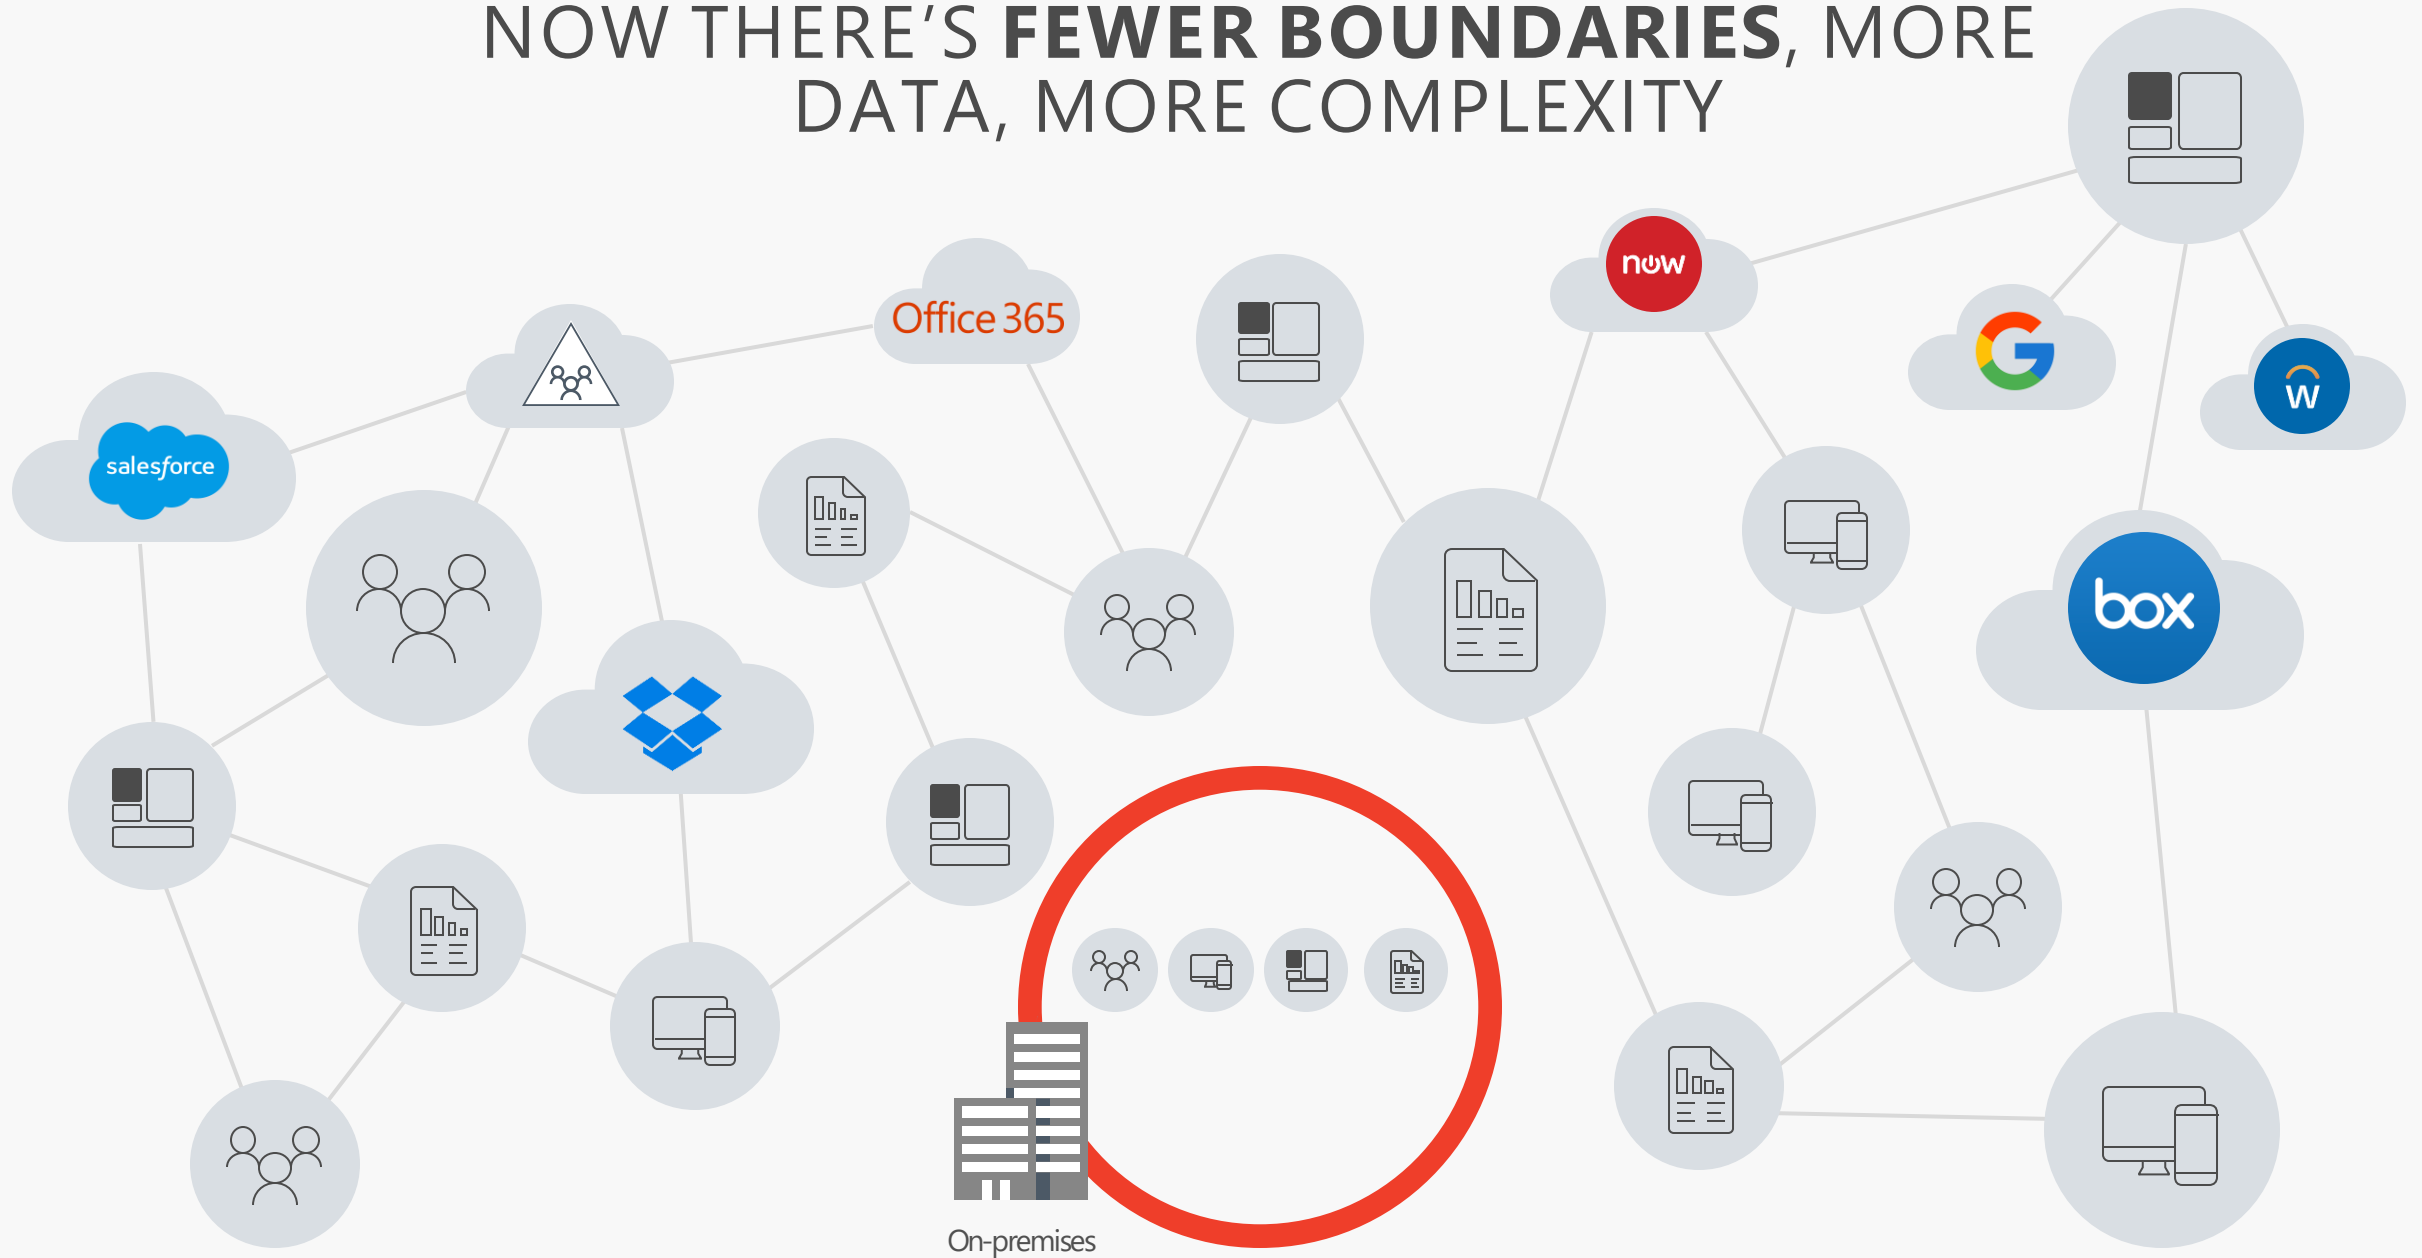 NOW THERE’S FEWER BOUNDARIES, MORE
DATA, MORE COMPLEXITY
now
Office 365
salesforce
w
box
On-premises